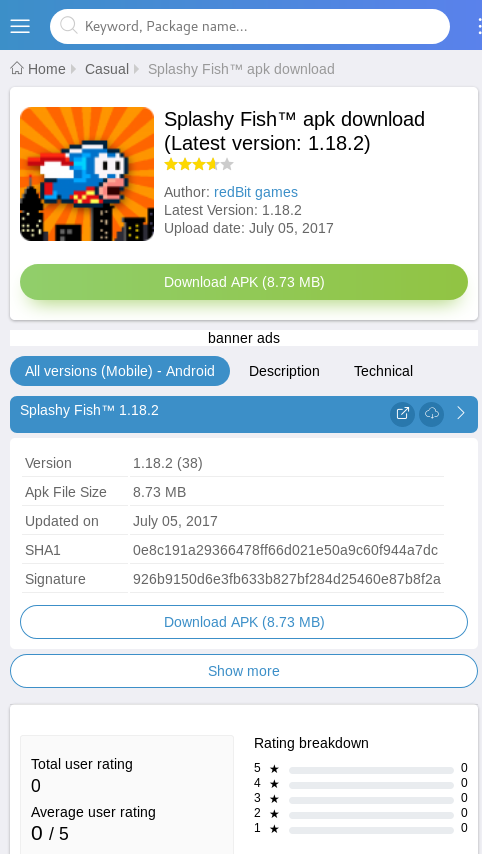 Keyword, Package name...
Home Casual Splashy Fish™ apk download
Splashy Fish™ apk download
(Latest version: 1.18.2)
Author: redBit games
Latest Version: 1.18.2
Upload date: July 05, 2017
Download APK (8.73 MB)
banner ads
All versions (Mobile) - Android Description Technical
Splashy Fish™ 1.18.2
Version 1.18.2 (38)
Apk File Size 8.73 MB
Updated on July 05, 2017
SHA1 0e8c191a29366478ff66d021e50a9c60f944a7dc
Signature 926b9150d6e3fb633b827bf284d25460e87b8f2a
Download APK (8.73 MB)
Show more
Total user rating
0
Average user rating
0 / 5
Rating breakdown
5 ★ 0
4 ★ 0
3 ★ 0
2 ★ 0
1 ★ 0